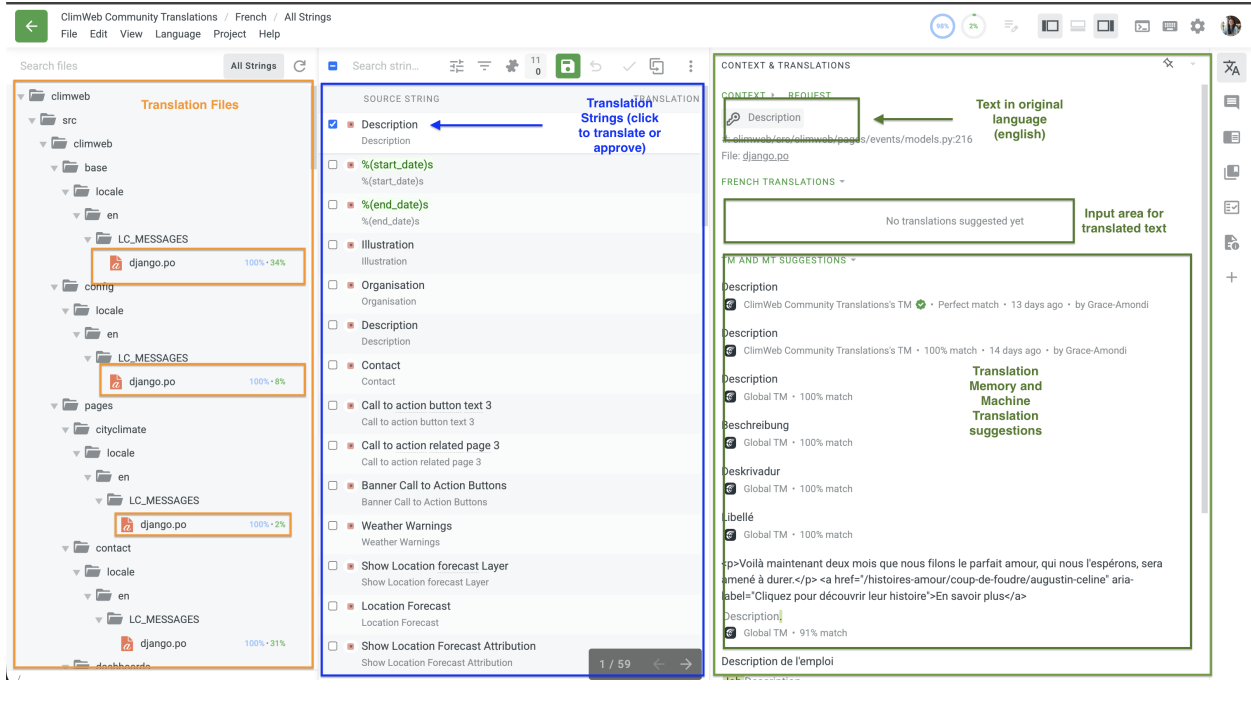 ClimWeb Community Translations / French / All Strings
File Edit View Language Project Help
98% 2%
Search files All Strings
Translation Files
climweb
src
climweb
base
locale
en
LC_MESSAGES
django.po 100% • 34%
config
locale
en
LC_MESSAGES
django.po 100% • 8%
pages
cityclimate
locale
en
LC_MESSAGES
django.po 100% • 2%
contact
locale
en
LC_MESSAGES
django.po 100% • 31%
dashboards
Search strin... 11 0
SOURCE STRING TRANSLATION
Translation
Strings (click
to translate or
approve)
Description
Description
%(start_date)s
%(start_date)s
%(end_date)s
%(end_date)s
Illustration
Illustration
Organisation
Organisation
Description
Description
Contact
Contact
Call to action button text 3
Call to action button text 3
Call to action related page 3
Call to action related page 3
Banner Call to Action Buttons
Banner Call to Action Buttons
Weather Warnings
Weather Warnings
Show Location forecast Layer
Show Location forecast Layer
Location Forecast
Location Forecast
Show Location Forecast Attribution
Show Location Forecast Attribution
1 / 59
CONTEXT & TRANSLATIONS
CONTEXT REQUEST
Description
Text in original
language
(english)
#: climweb/src/climweb/pages/events/models.py:216
File: django.po
FRENCH TRANSLATIONS
No translations suggested yet
Input area for
translated text
TM AND MT SUGGESTIONS
Description
ClimWeb Community Translations's TM • Perfect match • 13 days ago • by Grace-Amondi
Description
ClimWeb Community Translations's TM • 100% match • 14 days ago • by Grace-Amondi
Description
Global TM • 100% match
Translation
Memory and
Machine
Translation
suggestions
Beschreibung
Global TM • 100% match
Deskrivadur
Global TM • 100% match
Libellé
Global TM • 100% match
<p>Voilà maintenant deux mois que nous filons le parfait amour, qui nous l'espérons, sera
amené à durer.</p> <a href="/histoires-amour/coup-de-foudre/augustin-celine" aria-
label="Cliquez pour découvrir leur histoire">En savoir plus</a>
Description.
Global TM • 91% match
Description de l'emploi
Job Description